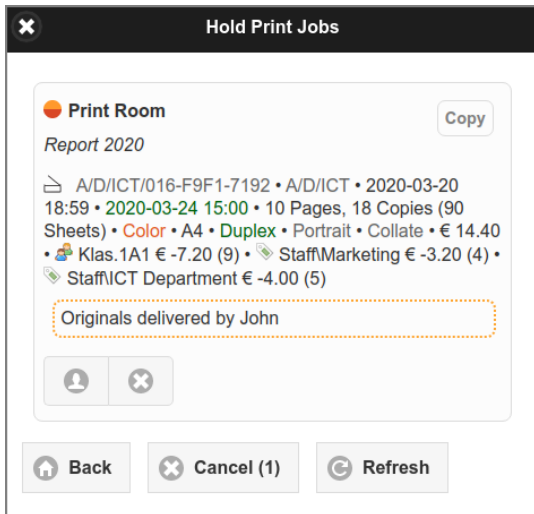 Hold Print Jobs
Print Room
Copy
Report 2020
A/D/ICT/016-F9F1-7192 • A/D/ICT • 2020-03-20
18:59 • 2020-03-24 15:00 • 10 Pages, 18 Copies (90
Sheets) • Color • A4 • Duplex • Portrait • Collate • € 14.40
• Klas.1A1 € -7.20 (9) • Staff\Marketing € -3.20 (4) •
Staff\ICT Department € -4.00 (5)
Originals delivered by John
Back
Cancel (1)
Refresh